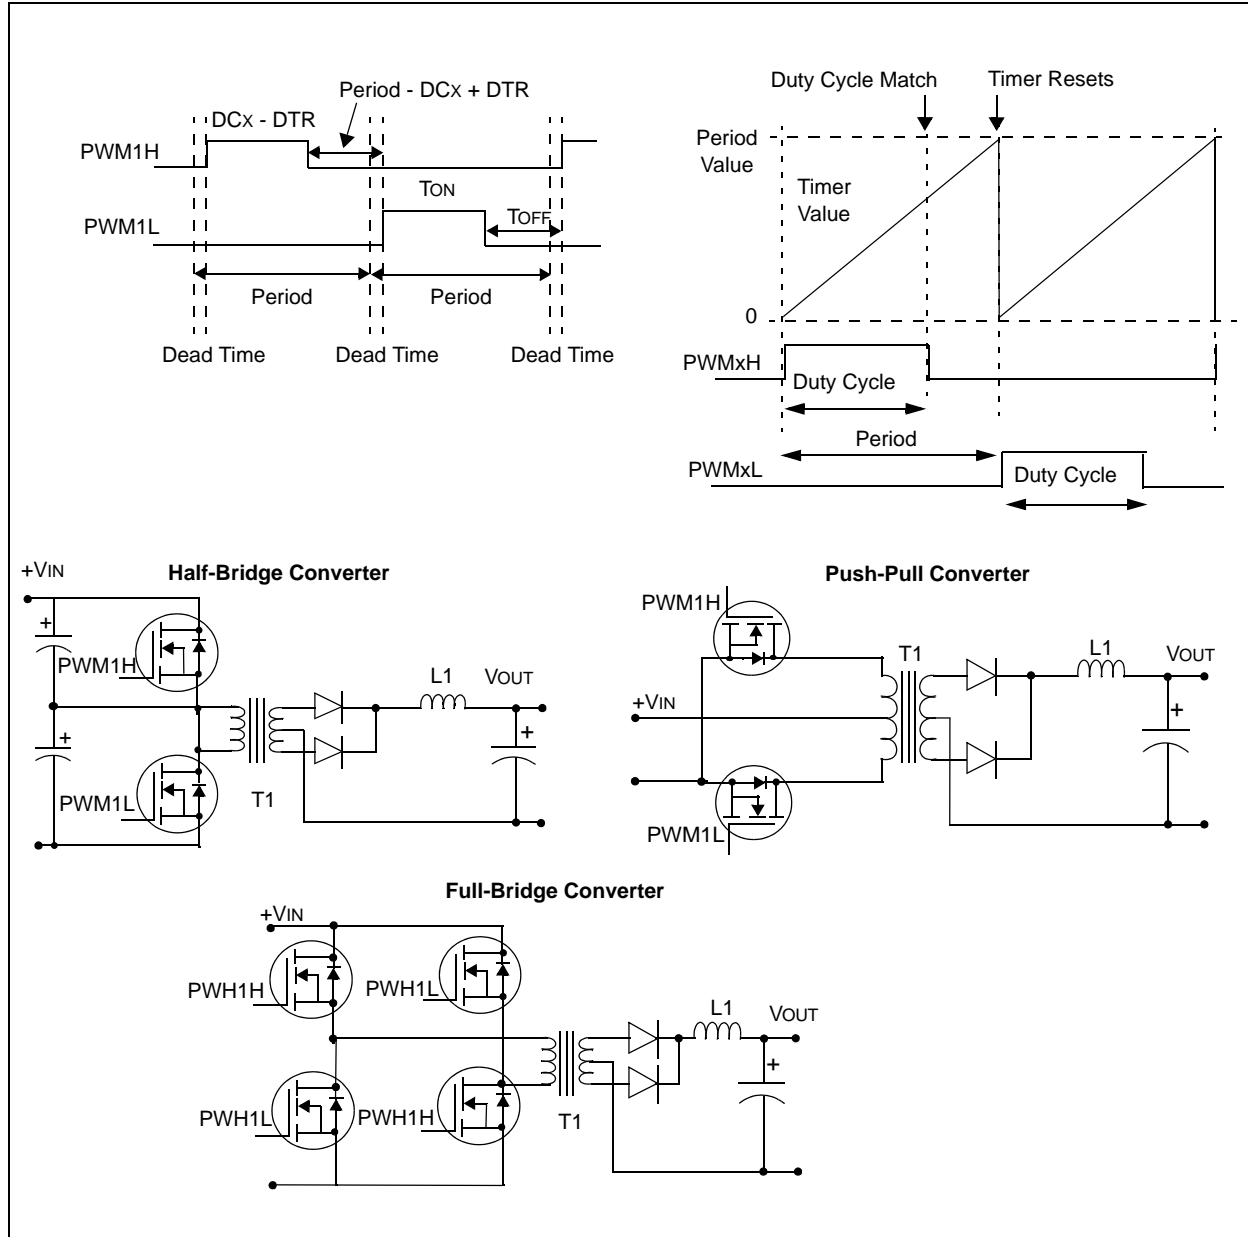 Period - DCX + DTR
DCX - DTR
PWM1H
TON
PWM1L
TOFF
Period
Period
Dead Time
Dead Time
Dead Time
Duty Cycle Match
Timer Resets
Period
Value
Timer
Value
0
PWMxH
Duty Cycle
Period
PWMxL
Duty Cycle
Half-Bridge Converter
+VIN
+
PWM1H
+
PWM1L
T1
L1
VOUT
+
Push-Pull Converter
PWM1H
+VIN
PWM1L
T1
L1
VOUT
+
Full-Bridge Converter
+VIN
PWH1H
PWH1L
PWH1L
PWH1H
T1
L1
VOUT
+